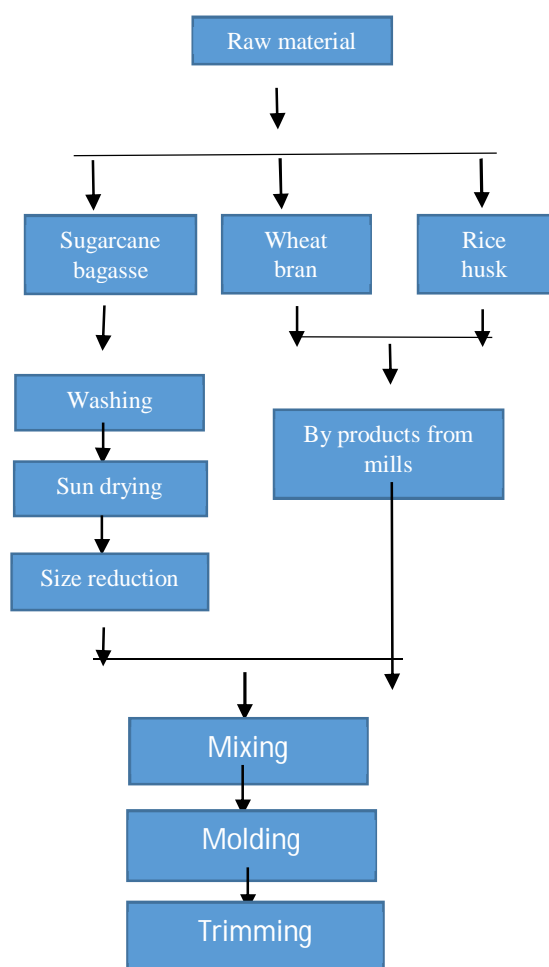 Raw material
Sugarcane
bagasse
Wheat
bran
Rice
husk
Washing
By products from
mills
Sun drying
Size reduction
Mixing
Molding
Trimming